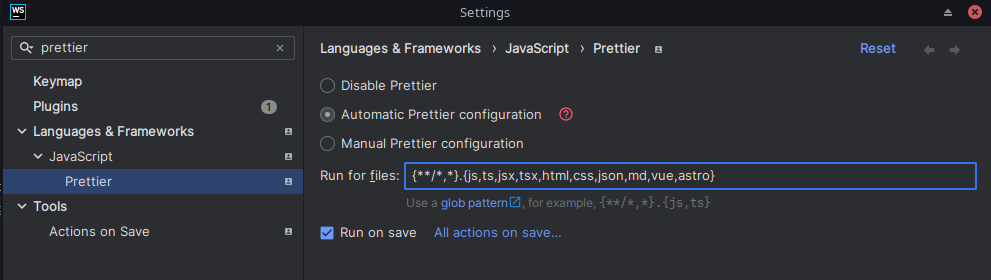 WS
Settings
prettier
Languages & Frameworks › JavaScript › Prettier
Reset
Keymap
Plugins
1
Languages & Frameworks
JavaScript
Prettier
Tools
Actions on Save
Disable Prettier
Automatic Prettier configuration
?
Manual Prettier configuration
Run for files: {**/*,*}.{js,ts,jsx,tsx,html,css,json,md,vue,astro}
Use a glob pattern, for example, {**/*,*}.{js,ts}
Run on save
All actions on save...